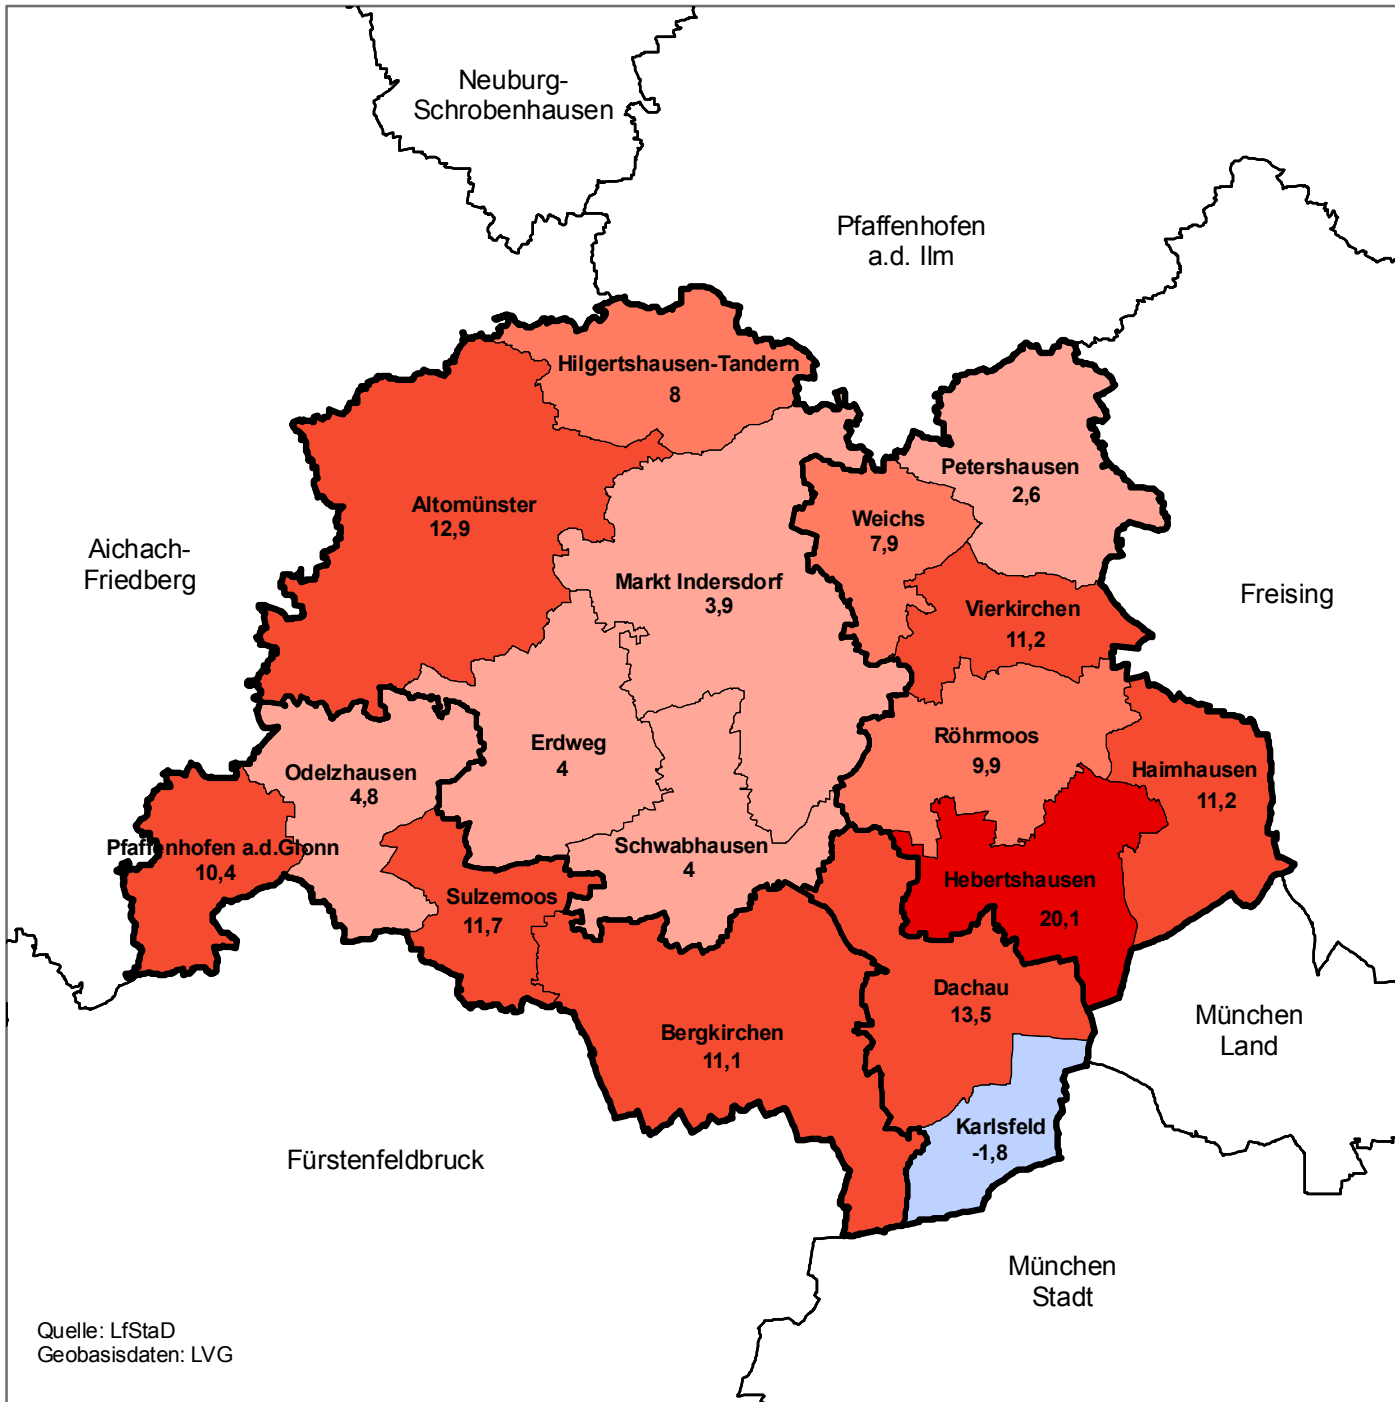 Neuburg-
Schrobenhausen
Pfaffenhofen
a.d. Ilm
Hilgertshausen-Tandern
8
Petershausen
2,6
Altomünster
12,9
Weichs
7,9
Aichach-
Friedberg
Markt Indersdorf
3,9
Freising
Vierkirchen
11,2
Röhrmoos
9,9
Erdweg
4
Odelzhausen
4,8
Haimhausen
11,2
Pfaffenhofen a.d.Glonn
10,4
Schwabhausen
4
Hebertshausen
20,1
Sulzemoos
11,7
Dachau
13,5
München
Land
Bergkirchen
11,1
Karlsfeld
-1,8
Fürstenfeldbruck
München
Stadt
Quelle: LfStaD
Geobasisdaten: LVG